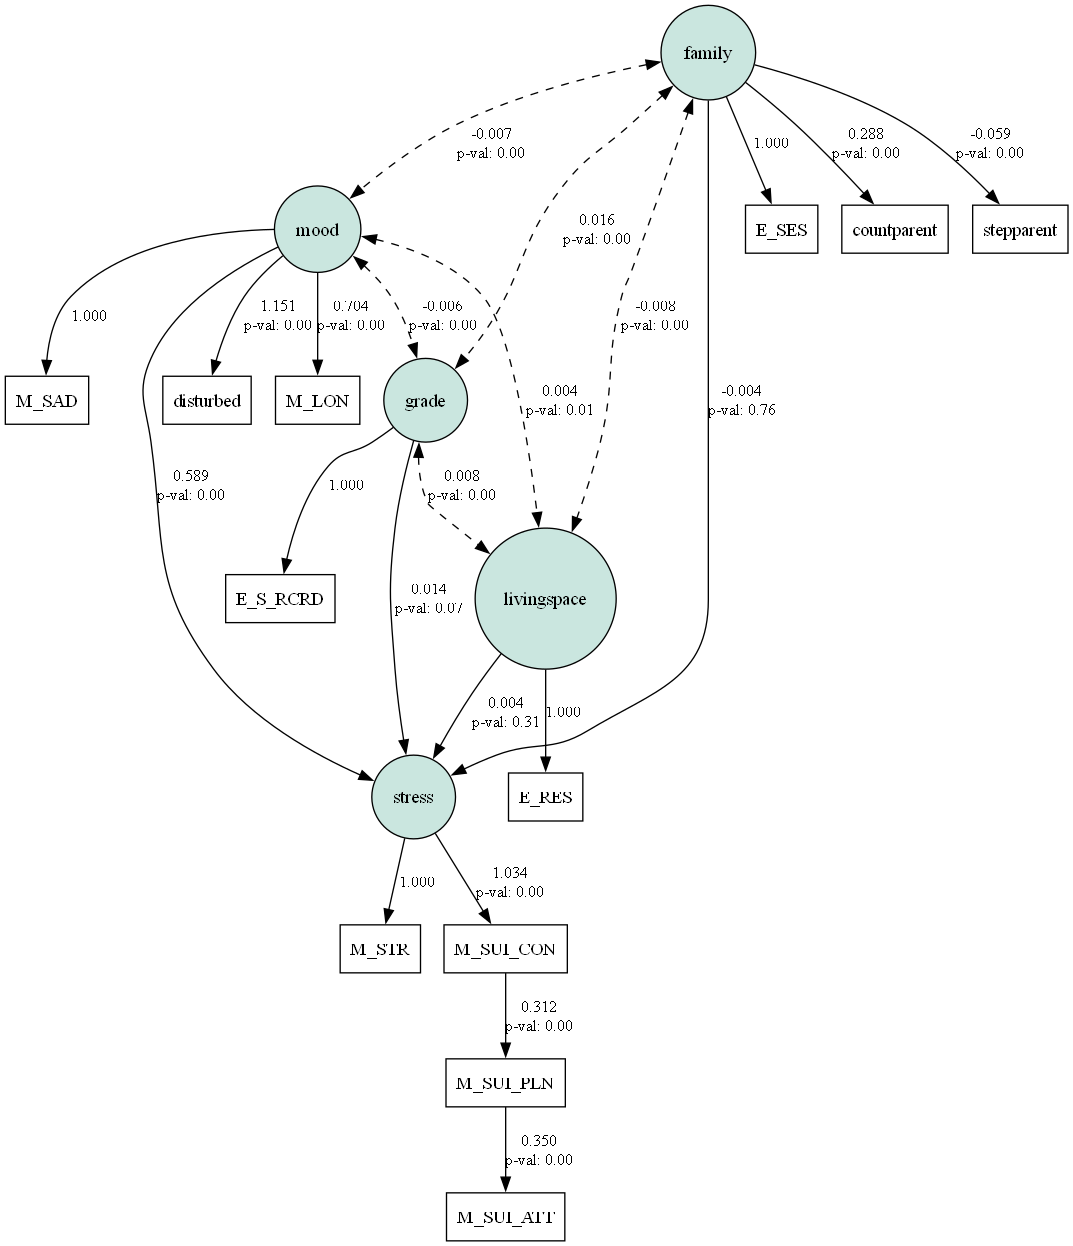 family
-0.007
p-val: 0.00
1.000
0.288
p-val: 0.00
-0.059
p-val: 0.00
mood
0.016
p-val: 0.00
E_SES
countparent
stepparent
1.000
1.151
p-val: 0.00
0.704
p-val: 0.00
-0.006
p-val: 0.00
-0.008
p-val: 0.00
M_SAD
disturbed
M_LON
grade
0.004
p-val: 0.01
-0.004
p-val: 0.76
0.589
p-val: 0.00
1.000
0.008
p-val: 0.00
E_S_RCRD
0.014
p-val: 0.07
livingspace
0.004
p-val: 0.31
1.000
stress
E_RES
1.000
1.034
p-val: 0.00
M_STR
M_SUI_CON
0.312
p-val: 0.00
M_SUI_PLN
0.350
p-val: 0.00
M_SUI_ATT